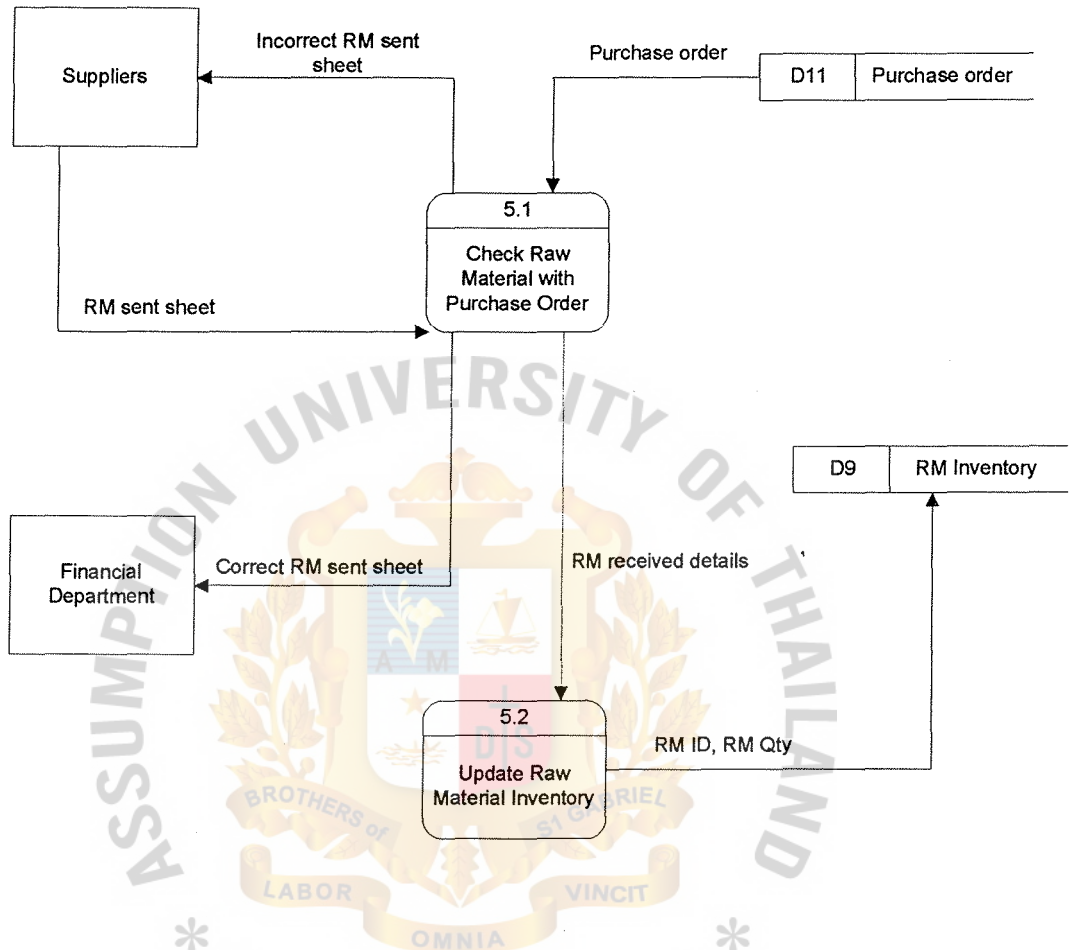 Incorrect RM sent
sheet
Purchase order
Suppliers
D11
Purchase order
5.1
Check Raw
Material with
Purchase Order
RM sent sheet
ASSUMPTION UNIVERSITY OF THAILAND
D9
RM Inventory
Financial
Department
Correct RM sent sheet
RM received details
A M
D S
5.2
Update Raw
Material Inventory
RM ID, RM Qty
BROTHERS of
ST GABRIEL
LABOR
OMNIA
VINCIT